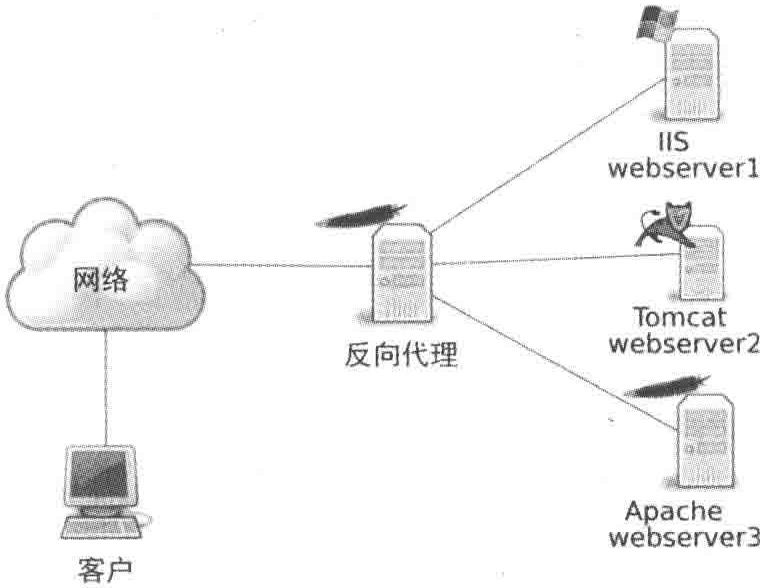 IIS
webserver1
网络
Tomcat
webserver2
反向代理
Apache
webserver3
客户